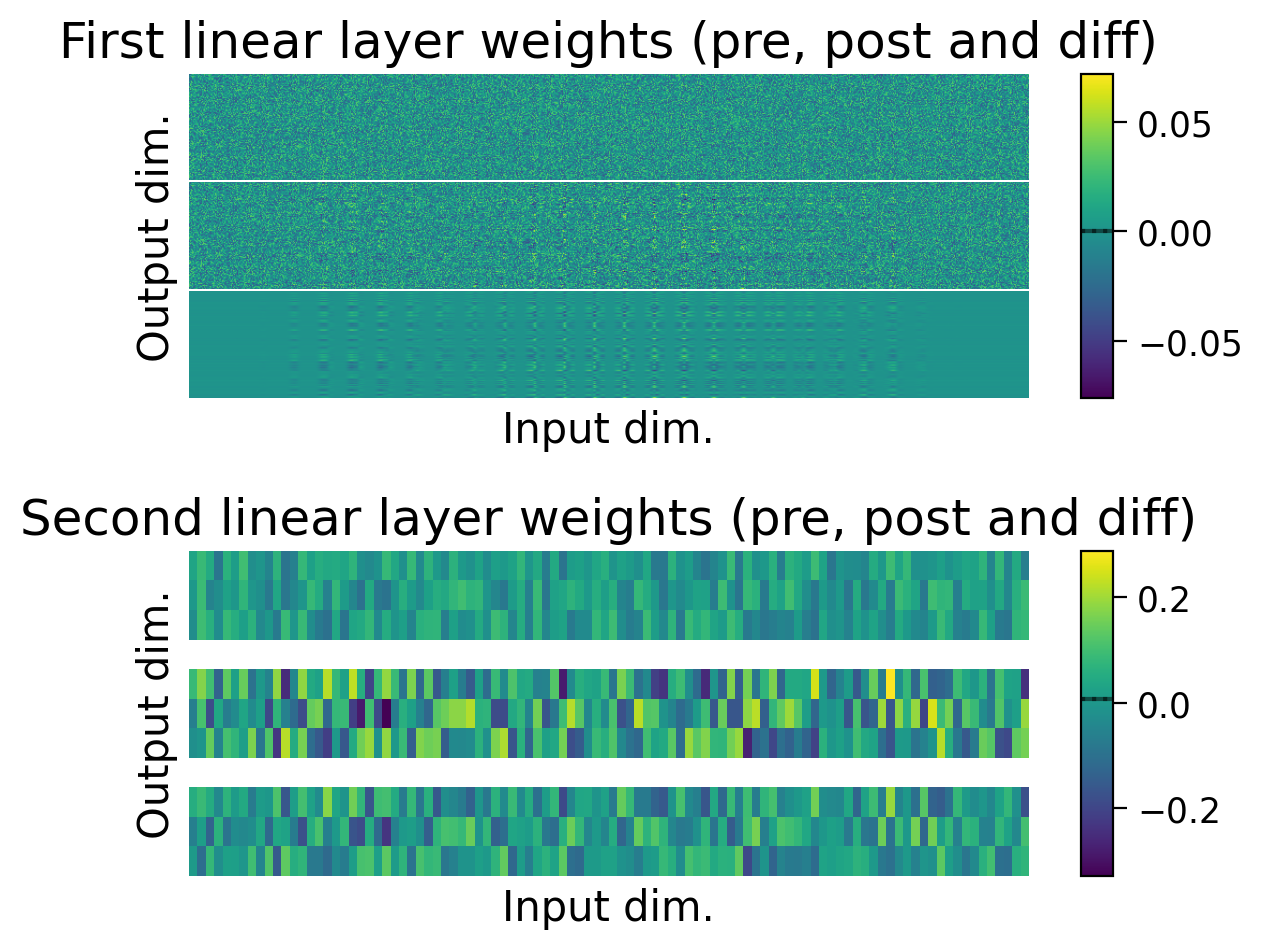 First linear layer weights (pre, post and diff)
Output dim.
0.05
0.00
−0.05
Input dim.
Second linear layer weights (pre, post and diff)
Output dim.
0.2
0.0
−0.2
Input dim.